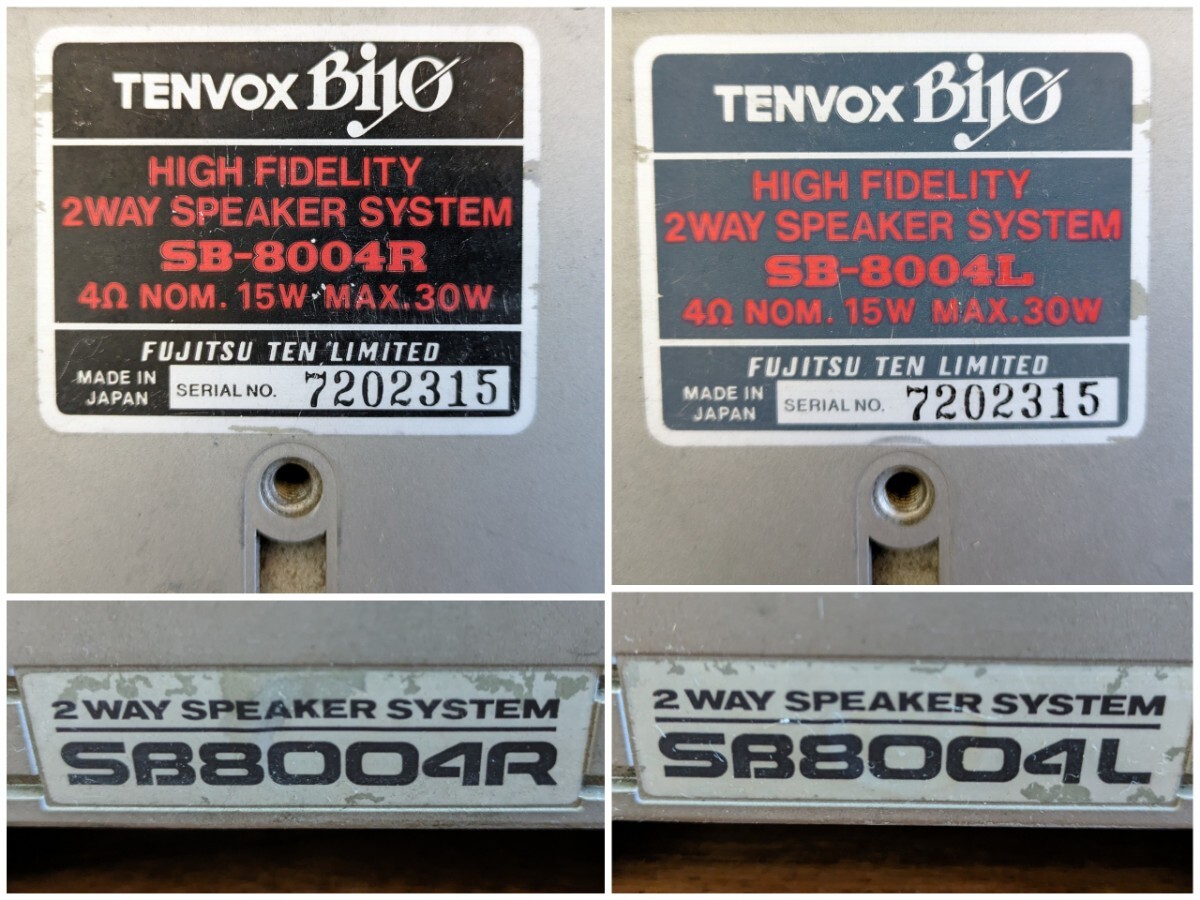 TENVOX Bijo
HIGH FIDELITY
2WAY SPEAKER SYSTEM
SB-8004R
4Ω NOM. 15W MAX. 30W
FUJITSU TEN LIMITED
MADE IN JAPAN
SERIAL NO. 7202315
TENVOX Bijo
HIGH FIDELITY
2WAY SPEAKER SYSTEM
SB-8004L
4Ω NOM. 15W MAX. 30W
FUJITSU TEN LIMITED
MADE IN JAPAN
SERIAL NO. 7202315
2 WAY SPEAKER SYSTEM
SB8004R
2 WAY SPEAKER SYSTEM
SB8004L